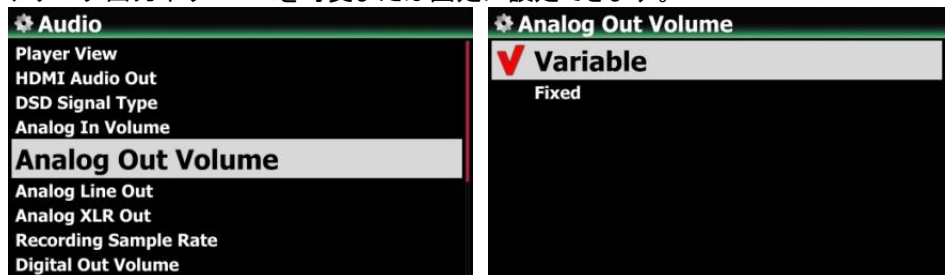 Audio
Player View
HDMI Audio Out
DSD Signal Type
Analog In Volume
Analog Out Volume
Analog Line Out
Analog XLR Out
Recording Sample Rate
Digital Out Volume
Analog Out Volume
Variable
Fixed